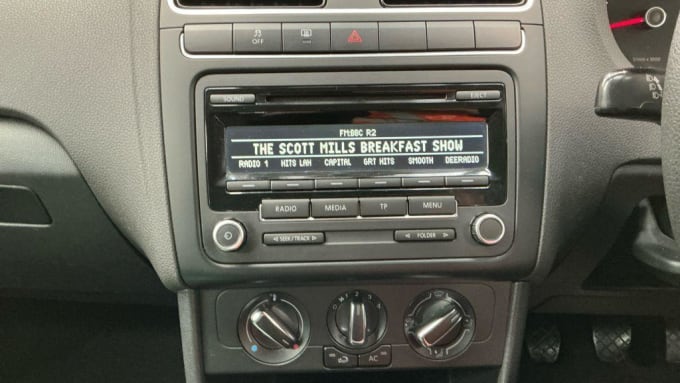 OFF
SOUND
EJECT
FM:BBC R2
THE SCOTT MILLS BREAKFAST SHOW
RADIO 1 HITS LAN CAPITAL GRT HITS SMOOTH DEERADIO
RADIO MEDIA TP MENU
SEEK/TRACK
FOLDER
AC